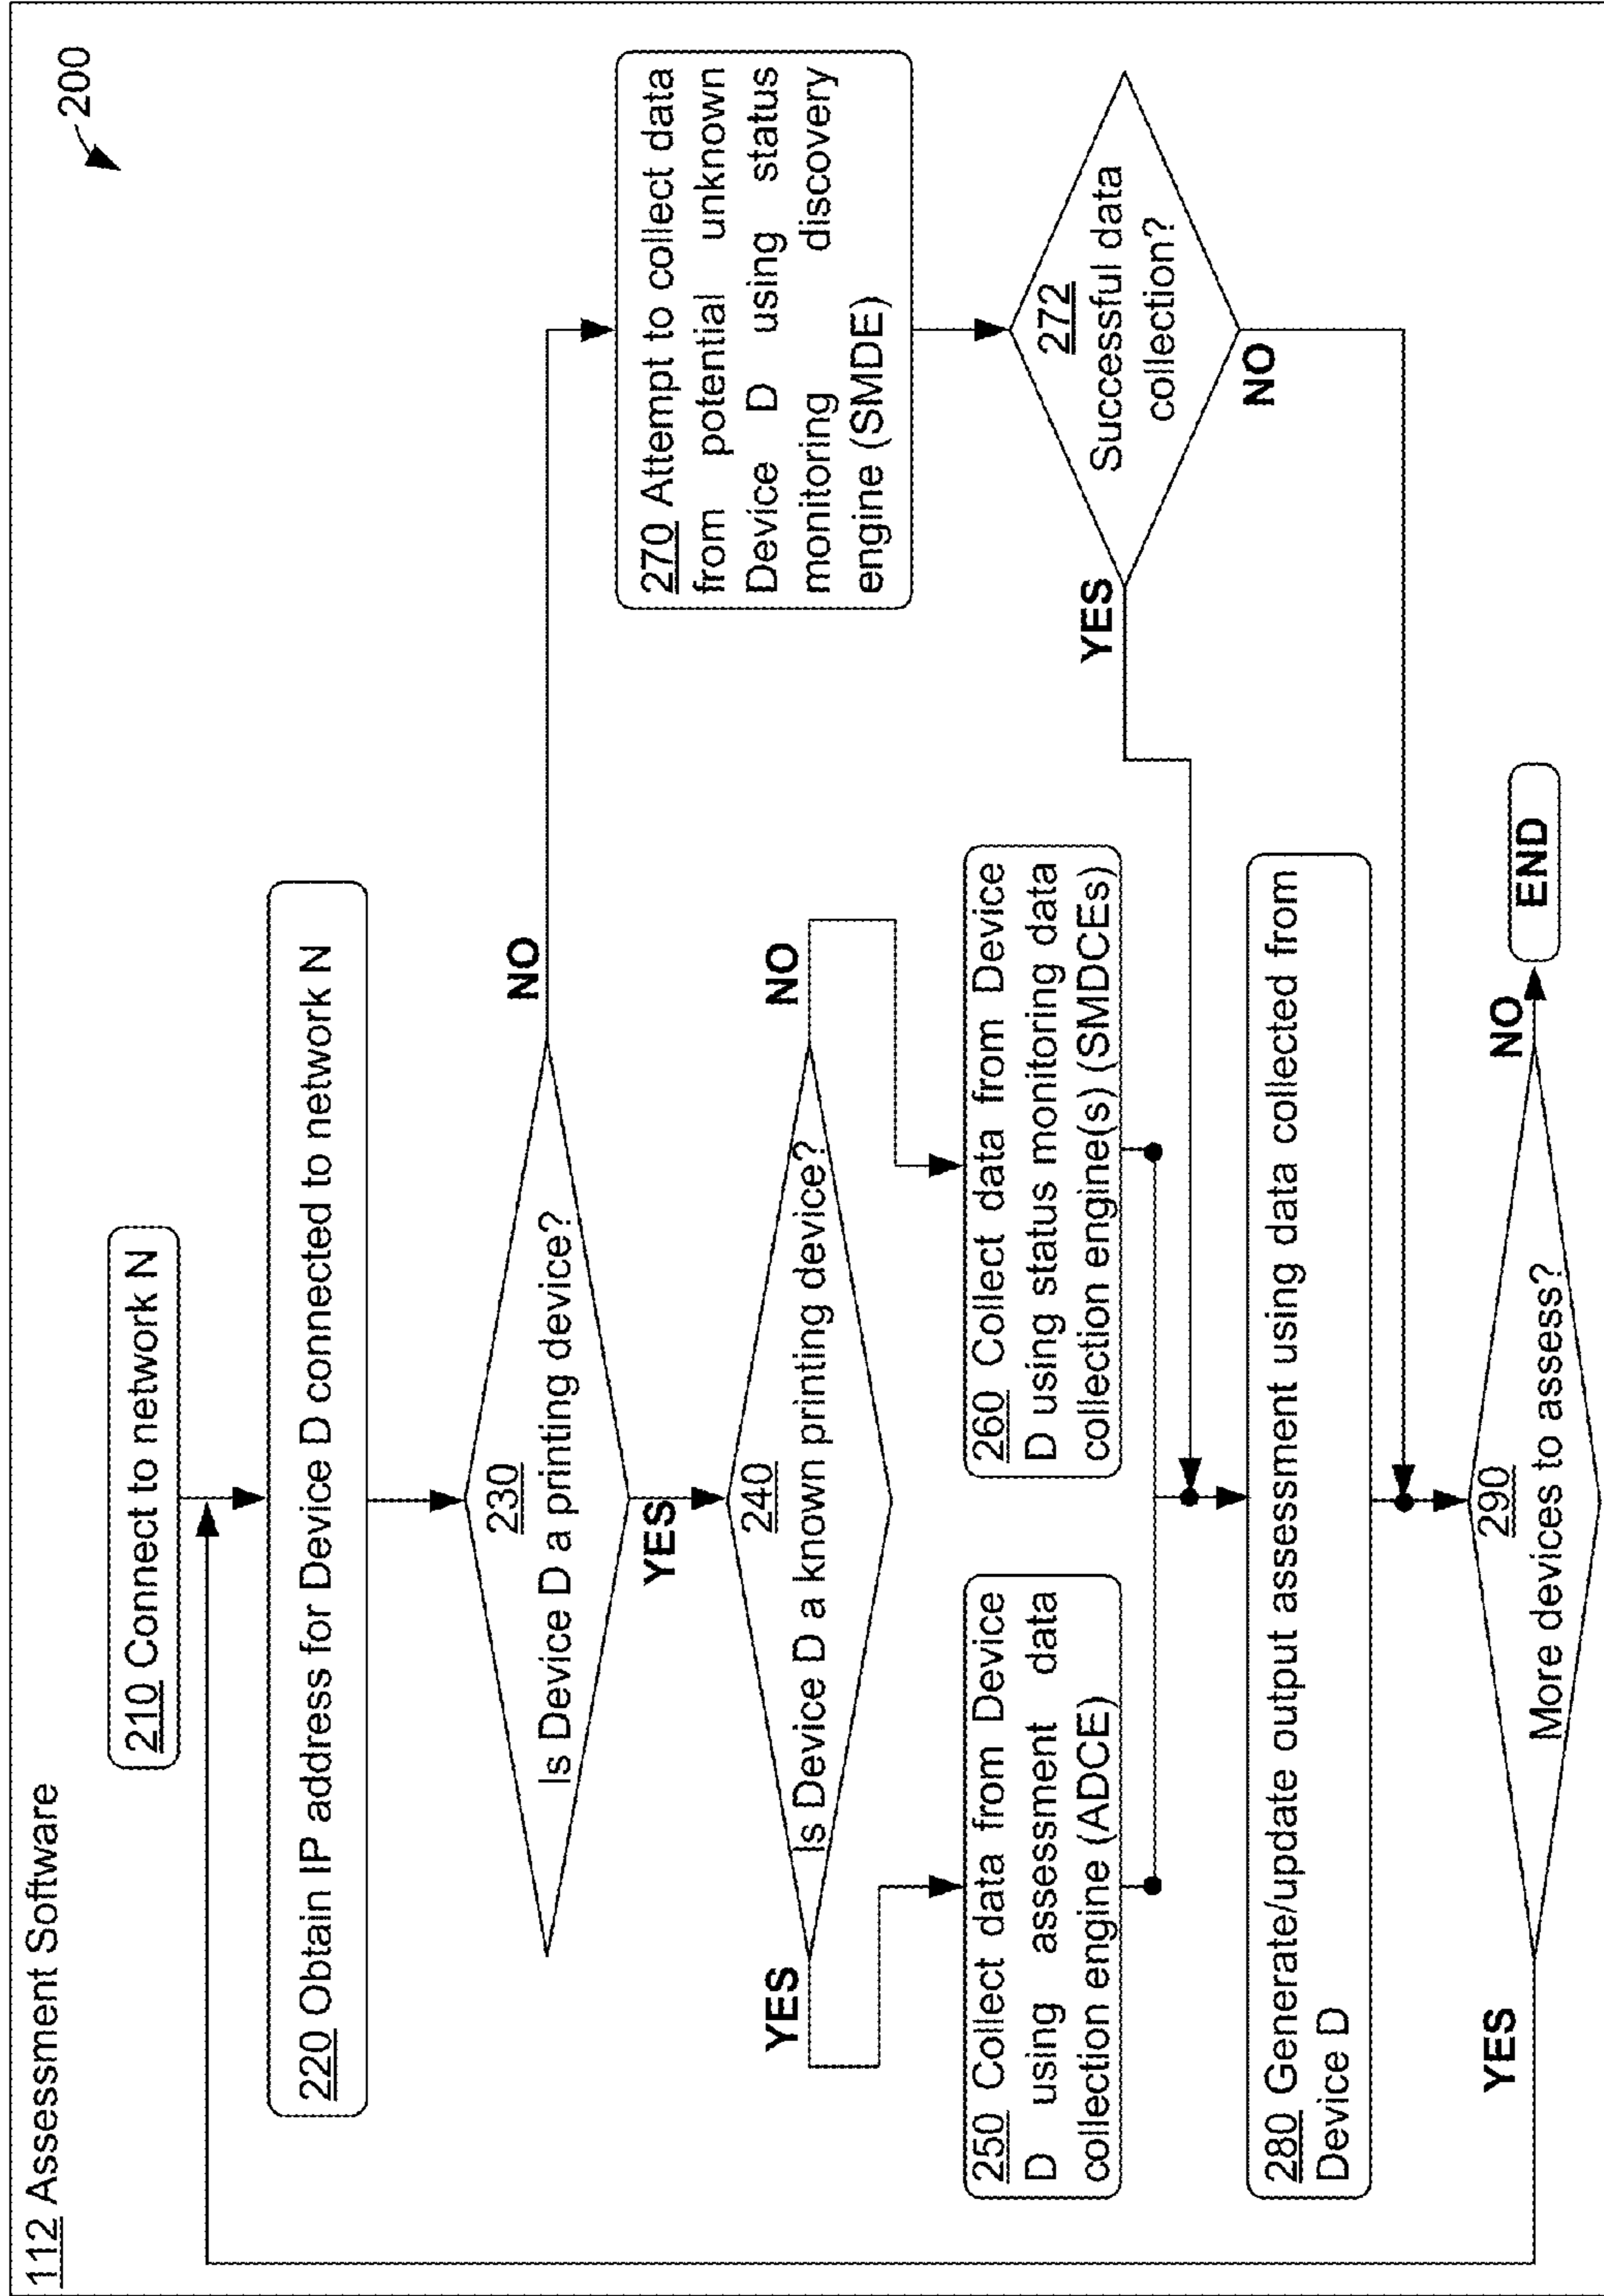 112 Assessment Software
200
210 Connect to network N
220 Obtain IP address for Device D connected to network N
230
Is Device D a printing device?
NO
YES
240
Is Device D a known printing device?
YES
NO
250 Collect data from Device
D using assessment data
collection engine (ADCE)
260 Collect data from Device
D using status monitoring data
collection engine(s) (SMDCEs)
270 Attempt to collect data
from potential unknown
Device D using status
monitoring discovery
engine (SMDE)
272
Successful data
collection?
YES
NO
280 Generate/update output assessment using data collected from
Device D
290
More devices to assess?
YES
NO
END